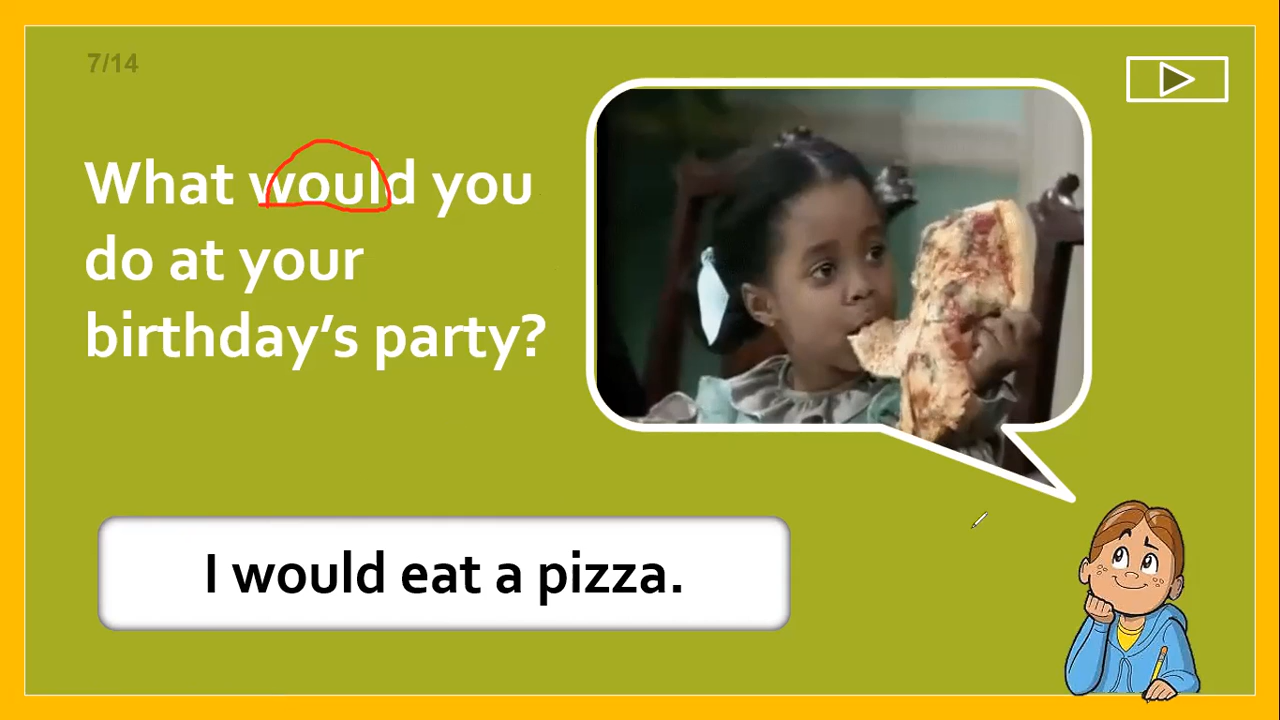 7/14
What would you
do at your
birthday’s party?
I would eat a pizza.